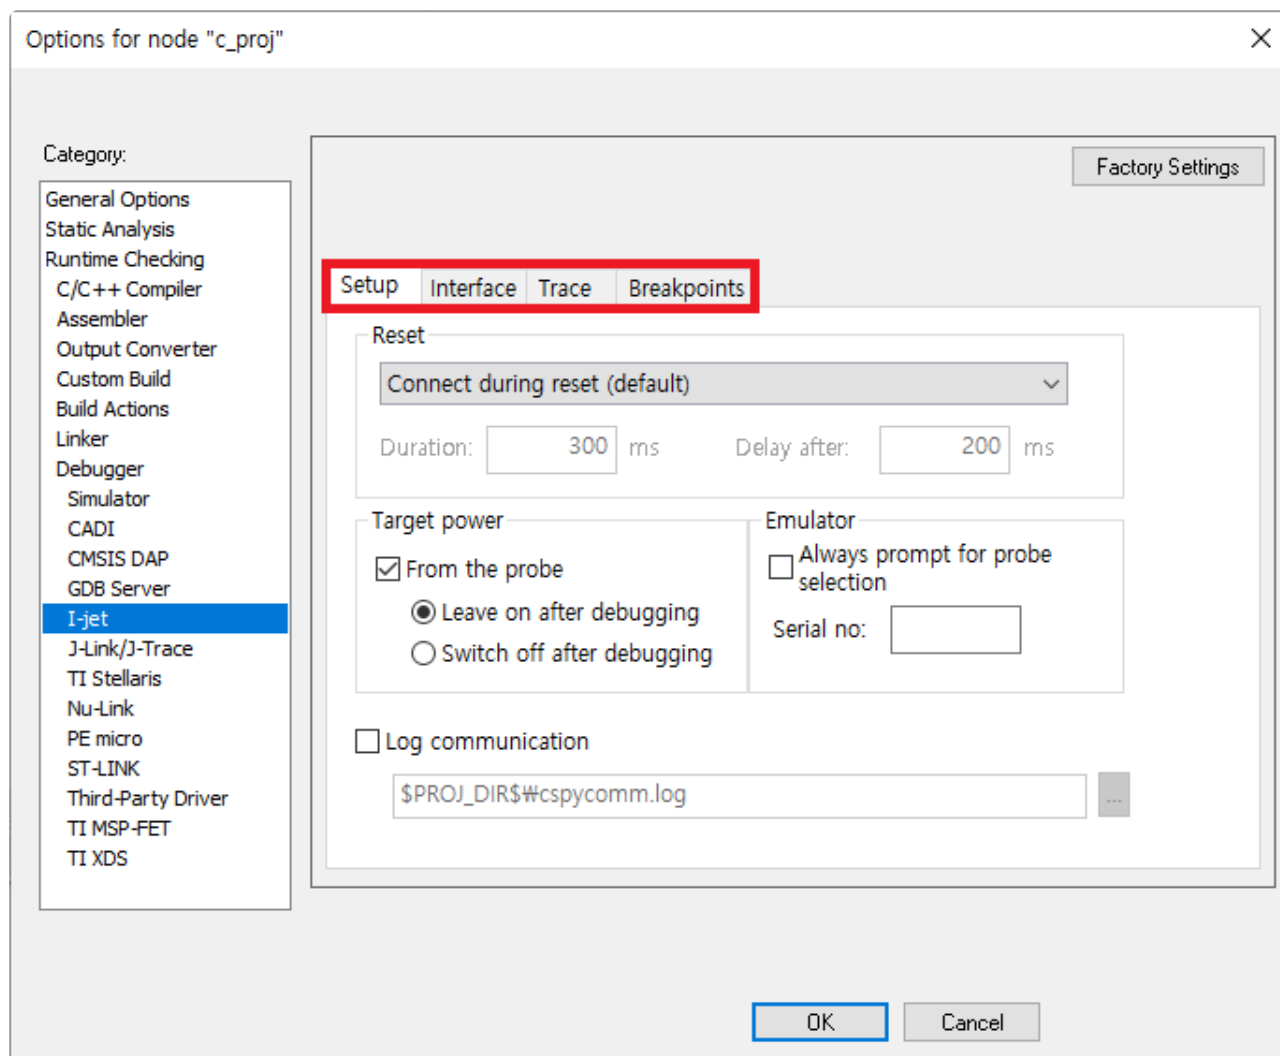 Options for node "c_proj"
Category:
General Options
Static Analysis
Runtime Checking
C/C++ Compiler
Assembler
Output Converter
Custom Build
Build Actions
Linker
Debugger
Simulator
CADI
CMSIS DAP
GDB Server
I-jet
J-Link/J-Trace
TI Stellaris
Nu-Link
PE micro
ST-LINK
Third-Party Driver
TI MSP-FET
TI XDS
Factory Settings
Setup Interface Trace Breakpoints
Reset
Connect during reset (default)
Duration: 300 ms Delay after: 200 ms
Target power
From the probe
Leave on after debugging
Switch off after debugging
Emulator
Always prompt for probe
selection
Serial no:
Log communication
$PROJ_DIR$₩cspycomm.log
...
OK Cancel